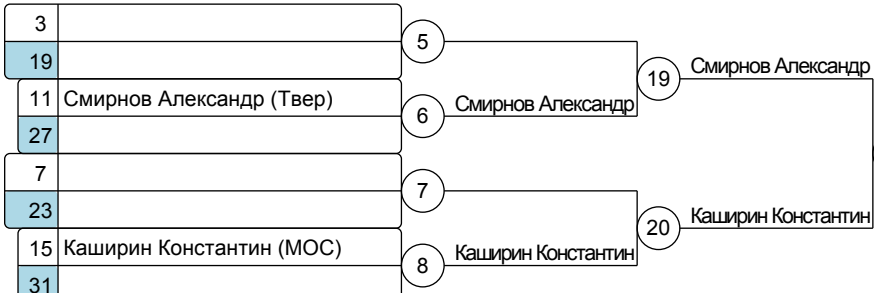 3
5
19
Смирнов Александр
19
11 Смирнов Александр (Твер)
6
Смирнов Александр
27
7
7
23
Каширин Константин
20
15 Каширин Константин (МОС)
8
Каширин Константин
31